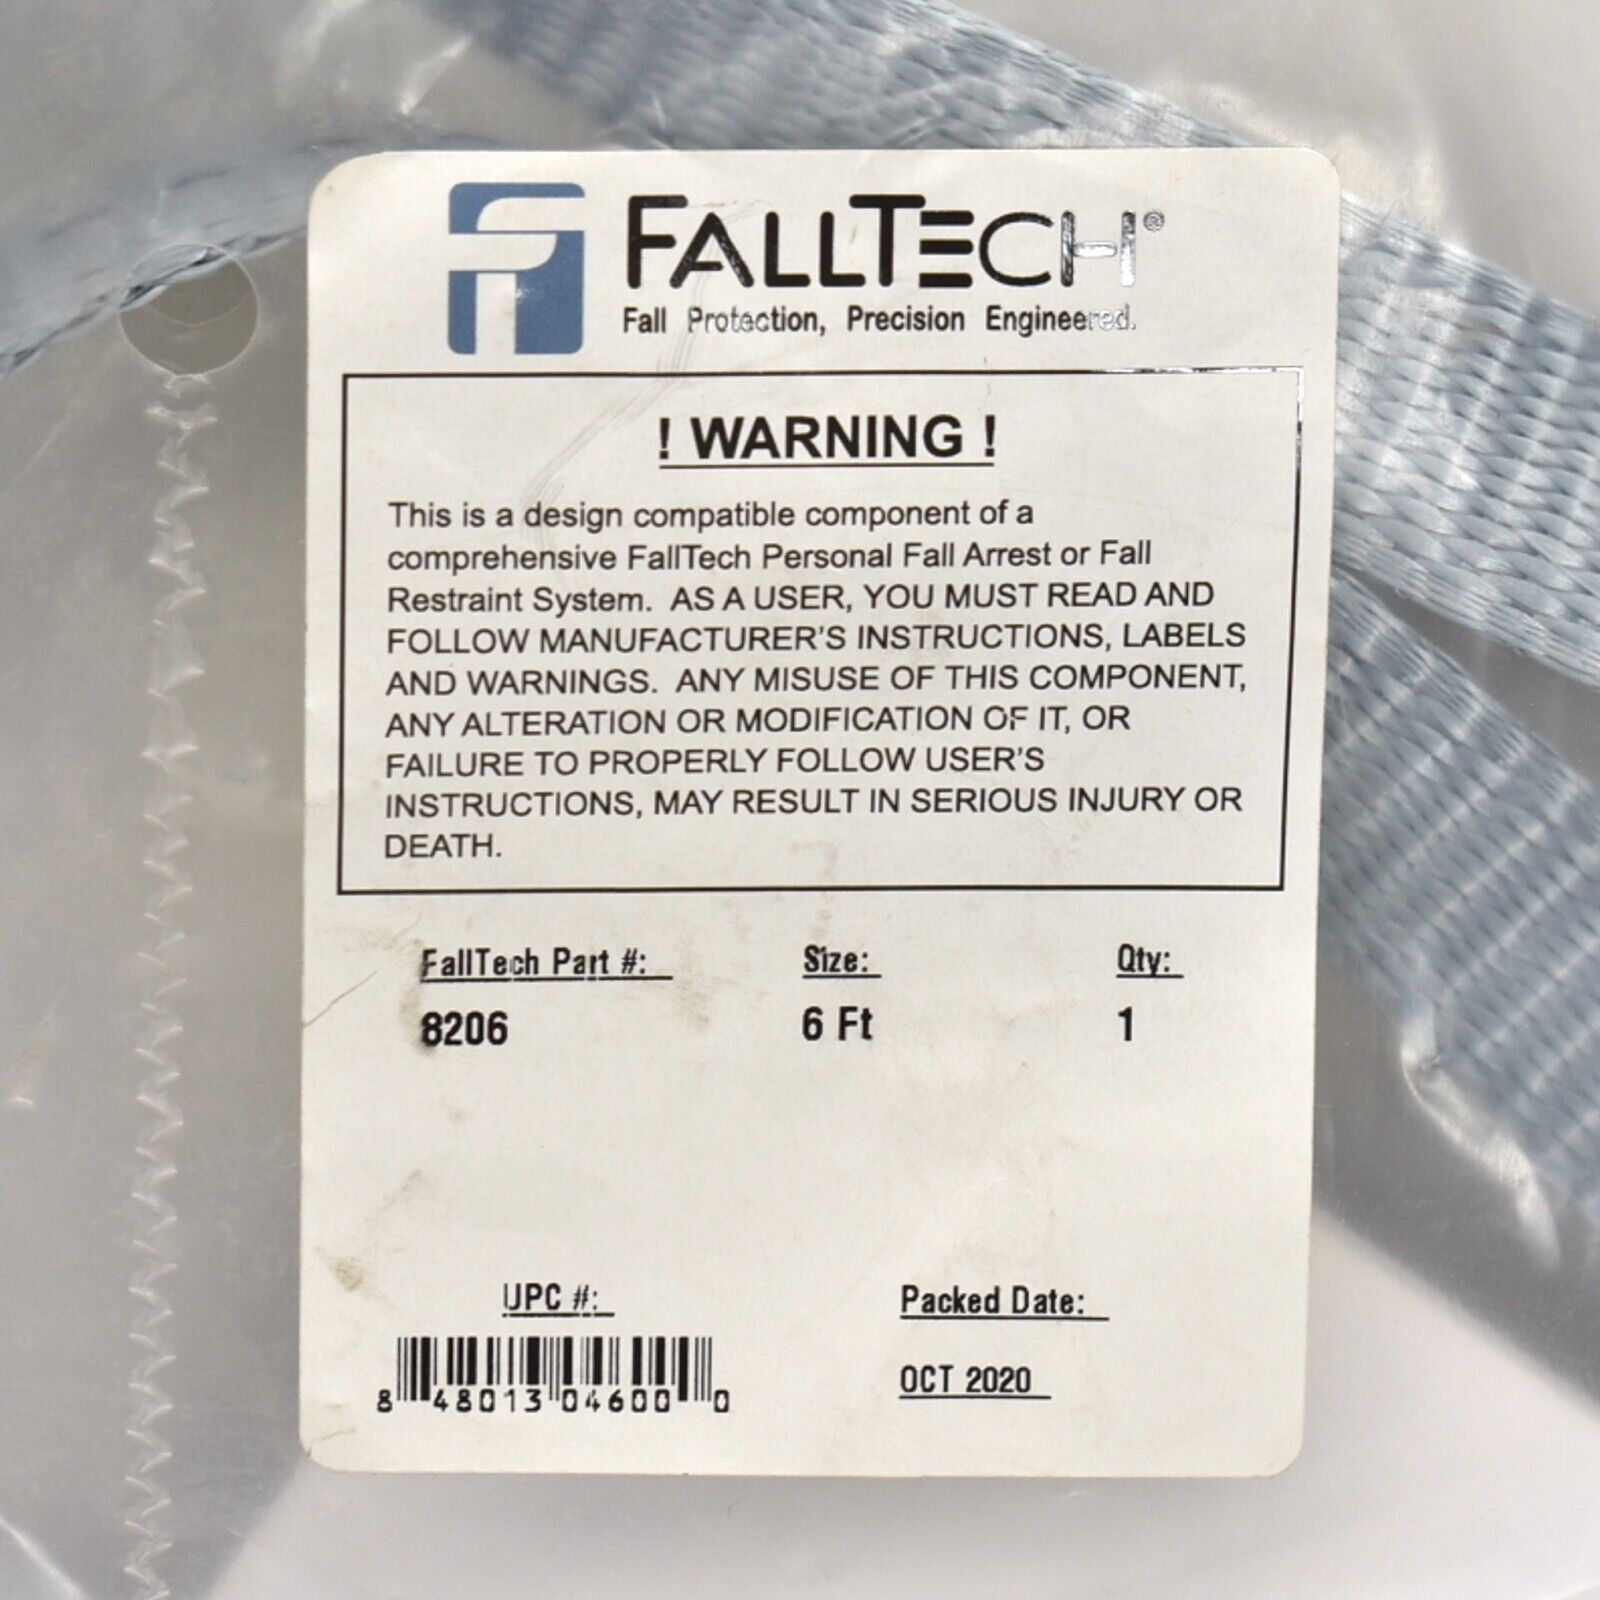 FALLTECH®
Fall Protection, Precision Engineered.
! WARNING !
This is a design compatible component of a
comprehensive FallTech Personal Fall Arrest or Fall
Restraint System. AS A USER, YOU MUST READ AND
FOLLOW MANUFACTURER'S INSTRUCTIONS, LABELS
AND WARNINGS. ANY MISUSE OF THIS COMPONENT,
ANY ALTERATION OR MODIFICATION OF IT, OR
FAILURE TO PROPERLY FOLLOW USER'S
INSTRUCTIONS, MAY RESULT IN SERIOUS INJURY OR
DEATH.
FallTech Part #: Size: Qty:
8206 6 Ft 1
UPC #: Packed Date:
8 48013 04600 0 OCT 2020